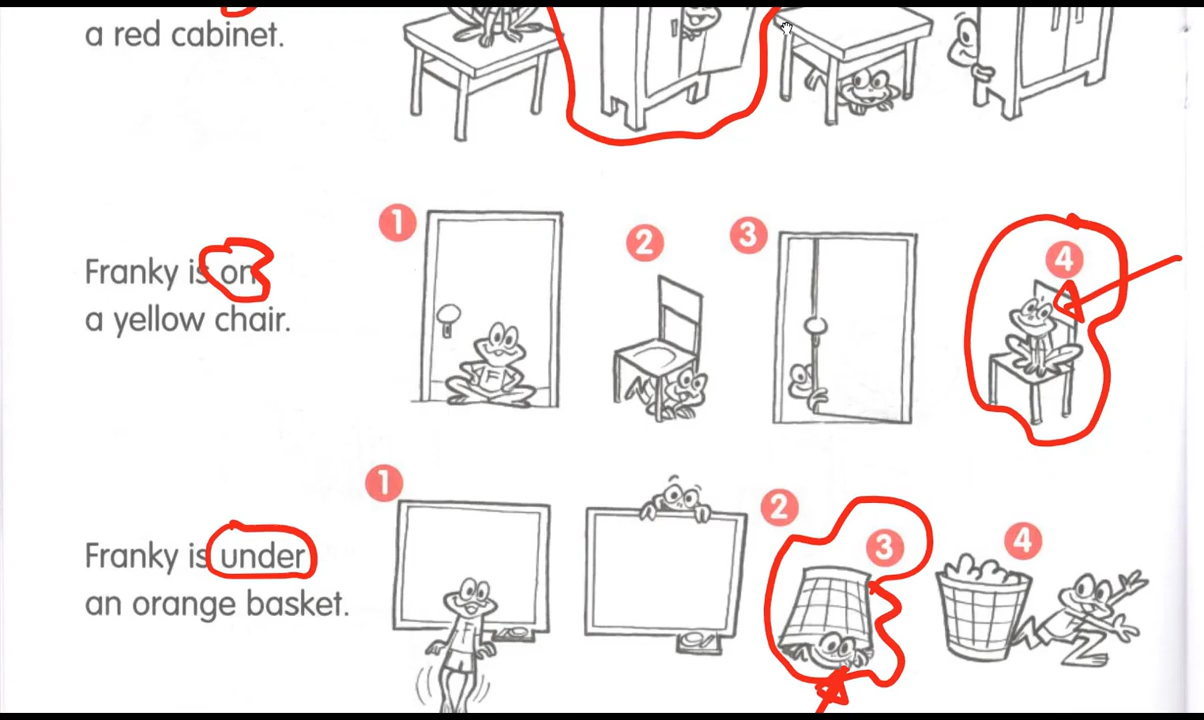 a red cabinet.
1
2
3
4
Franky is on
a yellow chair.
F
1
2
3
4
Franky is under
an orange basket.